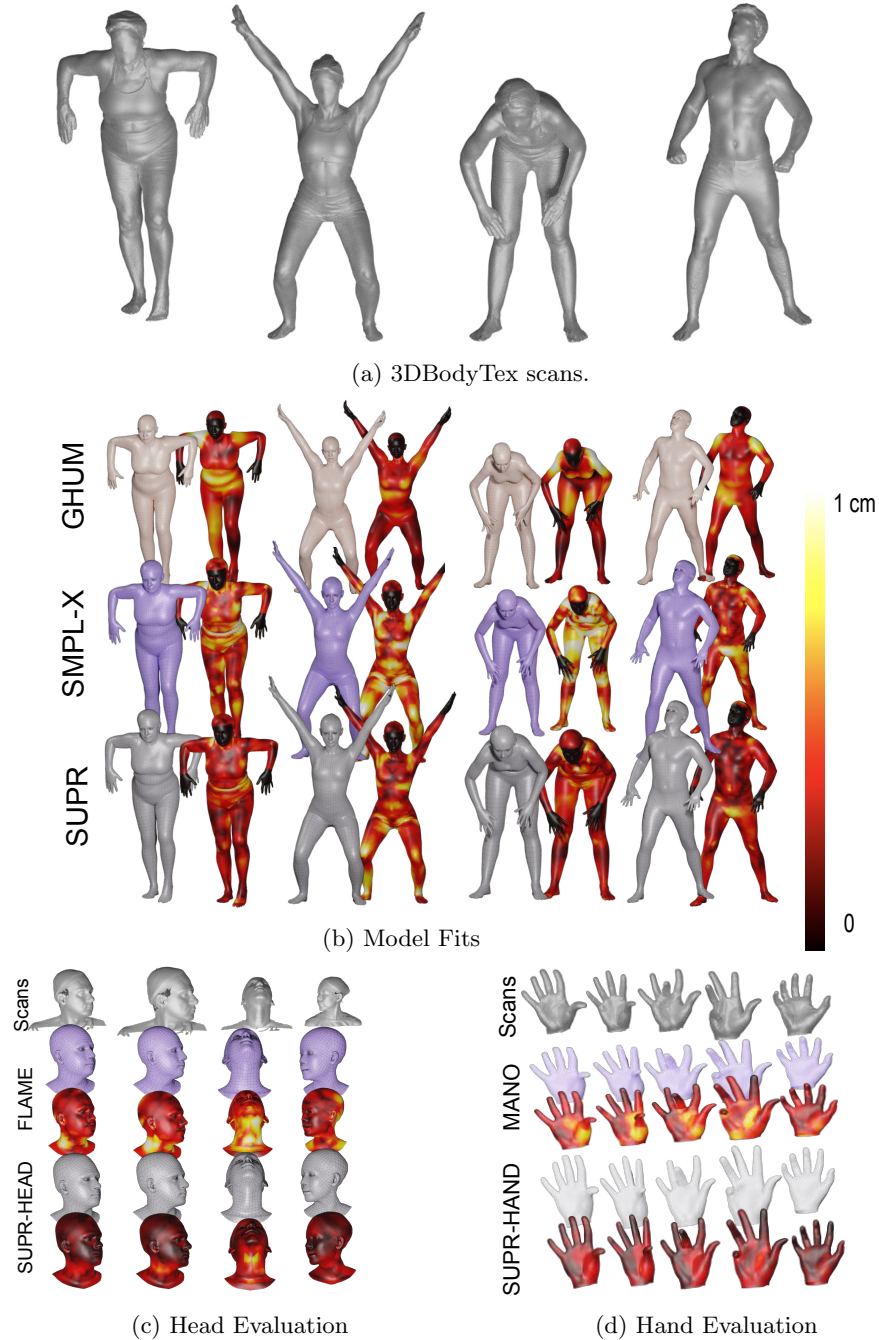 (a) 3DBodyTex scans.
GHUM
SMPL-X
SUPR
1 cm
0
(b) Model Fits
Scans
FLAME
SUPR-HEAD
(c) Head Evaluation
Scans
MANO
SUPR-HAND
(d) Hand Evaluation